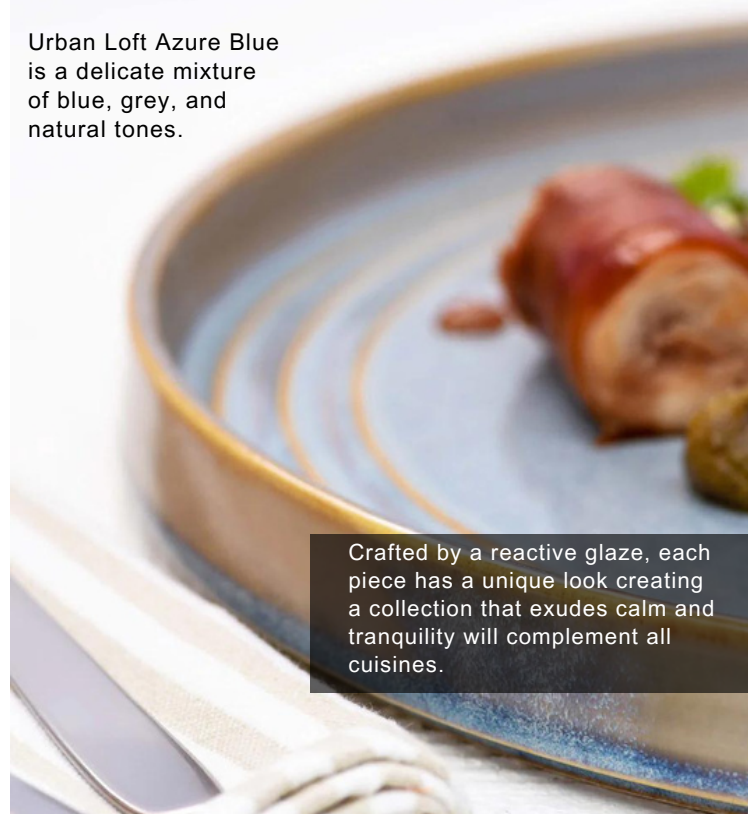 Urban Loft Azure Blue
is a delicate mixture
of blue, grey, and
natural tones.
Crafted by a reactive glaze, each
piece has a unique look creating
a collection that exudes calm and
tranquility will complement all
cuisines.